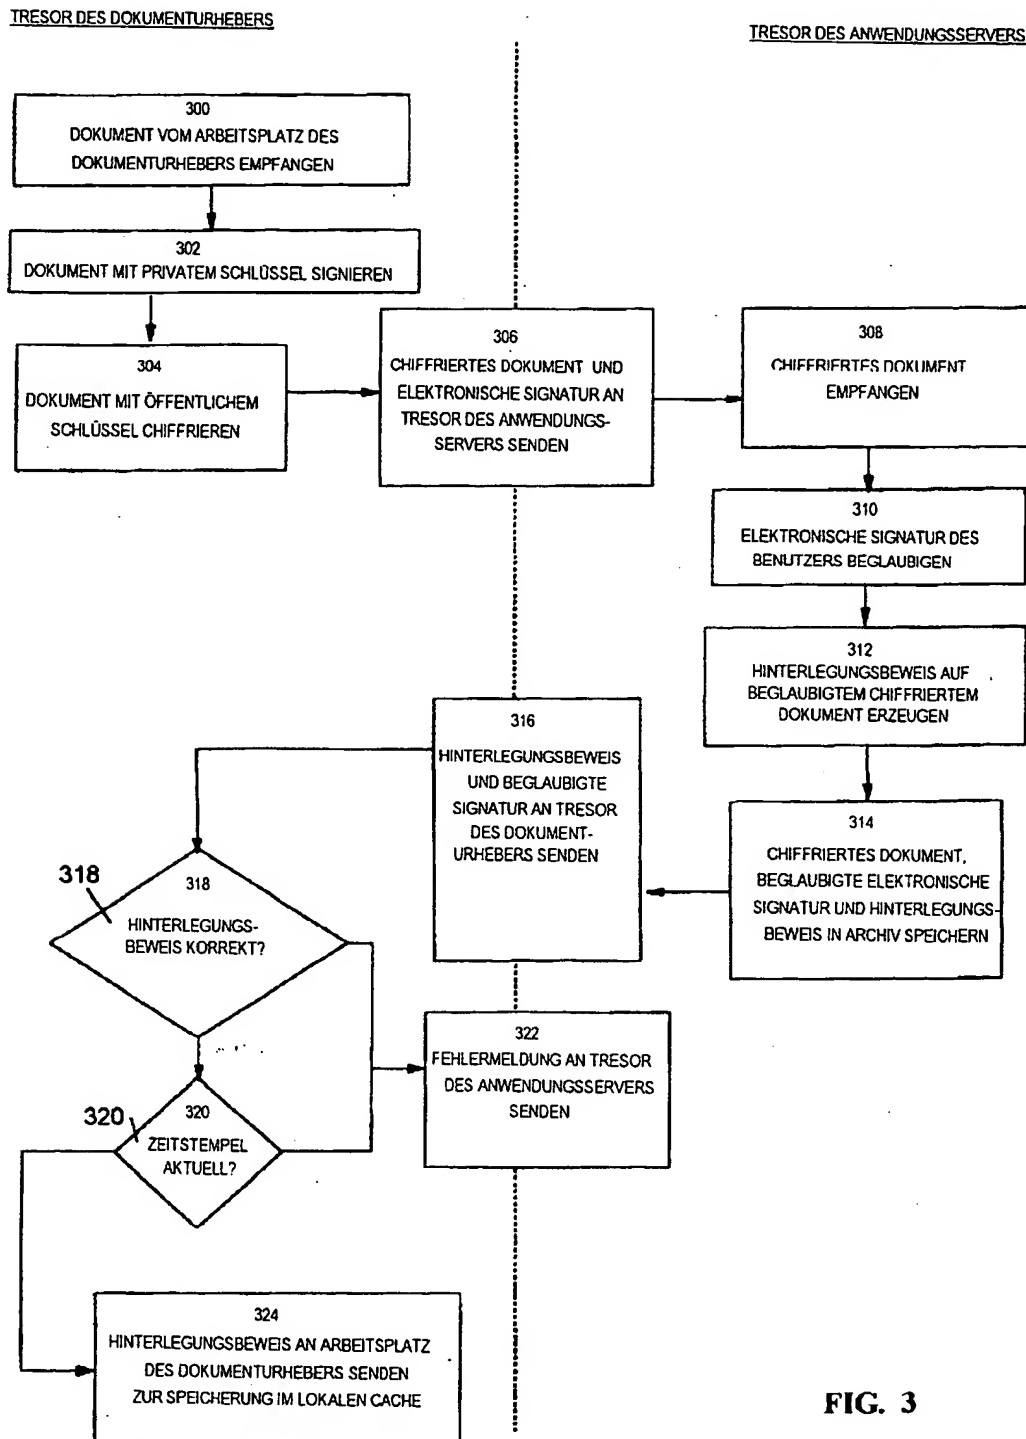 TRESOR DES DOKUMENTURHEBERS
TRESOR DES ANWENDUNGSSERVERS
300
DOKUMENT VOM ARBEITSPLATZ DES
DOKUMENTURHEBERS EMPFANGEN
302
DOKUMENT MIT PRIVATEM SCHLÜSSEL SIGNIEREN
304
DOKUMENT MIT ÖFFENTLICHEM
SCHLÜSSEL CHIFFRIEREN
306
CHIFFRIERTES DOKUMENT UND
ELEKTRONISCHE SIGNATUR AN
TRESOR DES ANWENDUNGS-
SERVERS SENDEN
308
CHIFFRIERTES DOKUMENT
EMPFANGEN
310
ELEKTRONISCHE SIGNATUR DES
BENUTZERS BEGLAUBIGEN
312
HINTERLEGUNGSBEWEIS AUF
BEGLAUBIGTEM CHIFFRIERTEM
DOKUMENT ERZEUGEN
314
CHIFFRIERTES DOKUMENT,
BEGLAUBIGTE ELEKTRONISCHE
SIGNATUR UND HINTERLEGUNGS-
BEWEIS IN ARCHIV SPEICHERN
316
HINTERLEGUNGSBEWEIS
UND BEGLAUBIGTE
SIGNATUR AN TRESOR
DES DOKUMENT-
URHEBERS SENDEN
318
318
HINTERLEGUNGS-
BEWEIS KORREKT?
320
320
ZEITSTEMPEL
AKTUELL?
322
FEHLERMELDUNG AN TRESOR
DES ANWENDUNGSSERVERS
SENDEN
324
HINTERLEGUNGSBEWEIS AN ARBEITSPLATZ
DES DOKUMENTURHEBERS SENDEN
ZUR SPEICHERUNG IM LOKALEN CACHE
FIG. 3